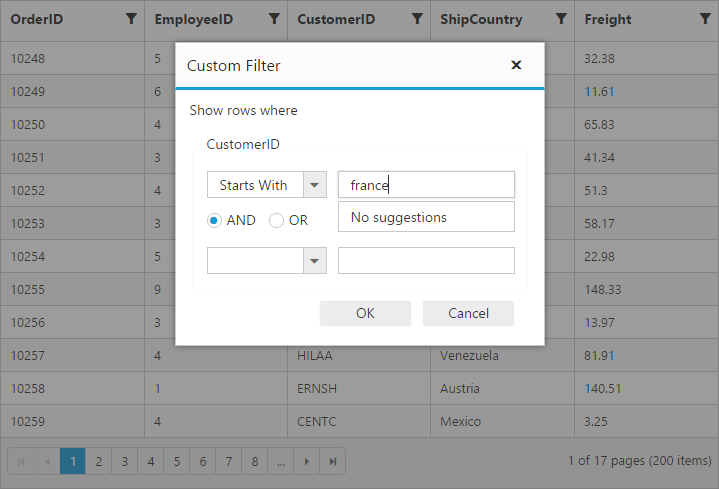 OrderID EmployeeID CustomerID ShipCountry Freight
10248 5 32.38
10249 6 11.61
10250 4 65.83
10251 3 41.34
10252 4 51.3
10253 3 58.17
10254 5 22.98
10255 9 148.33
10256 3 13.97
10257 4 HILAA Venezuela 81.91
10258 1 ERNSH Austria 140.51
10259 4 CENTC Mexico 3.25
Custom Filter
Show rows where
CustomerID
Starts With france
AND OR No suggestions
OK Cancel
1 2 3 4 5 6 7 8 ... 1 of 17 pages (200 items)